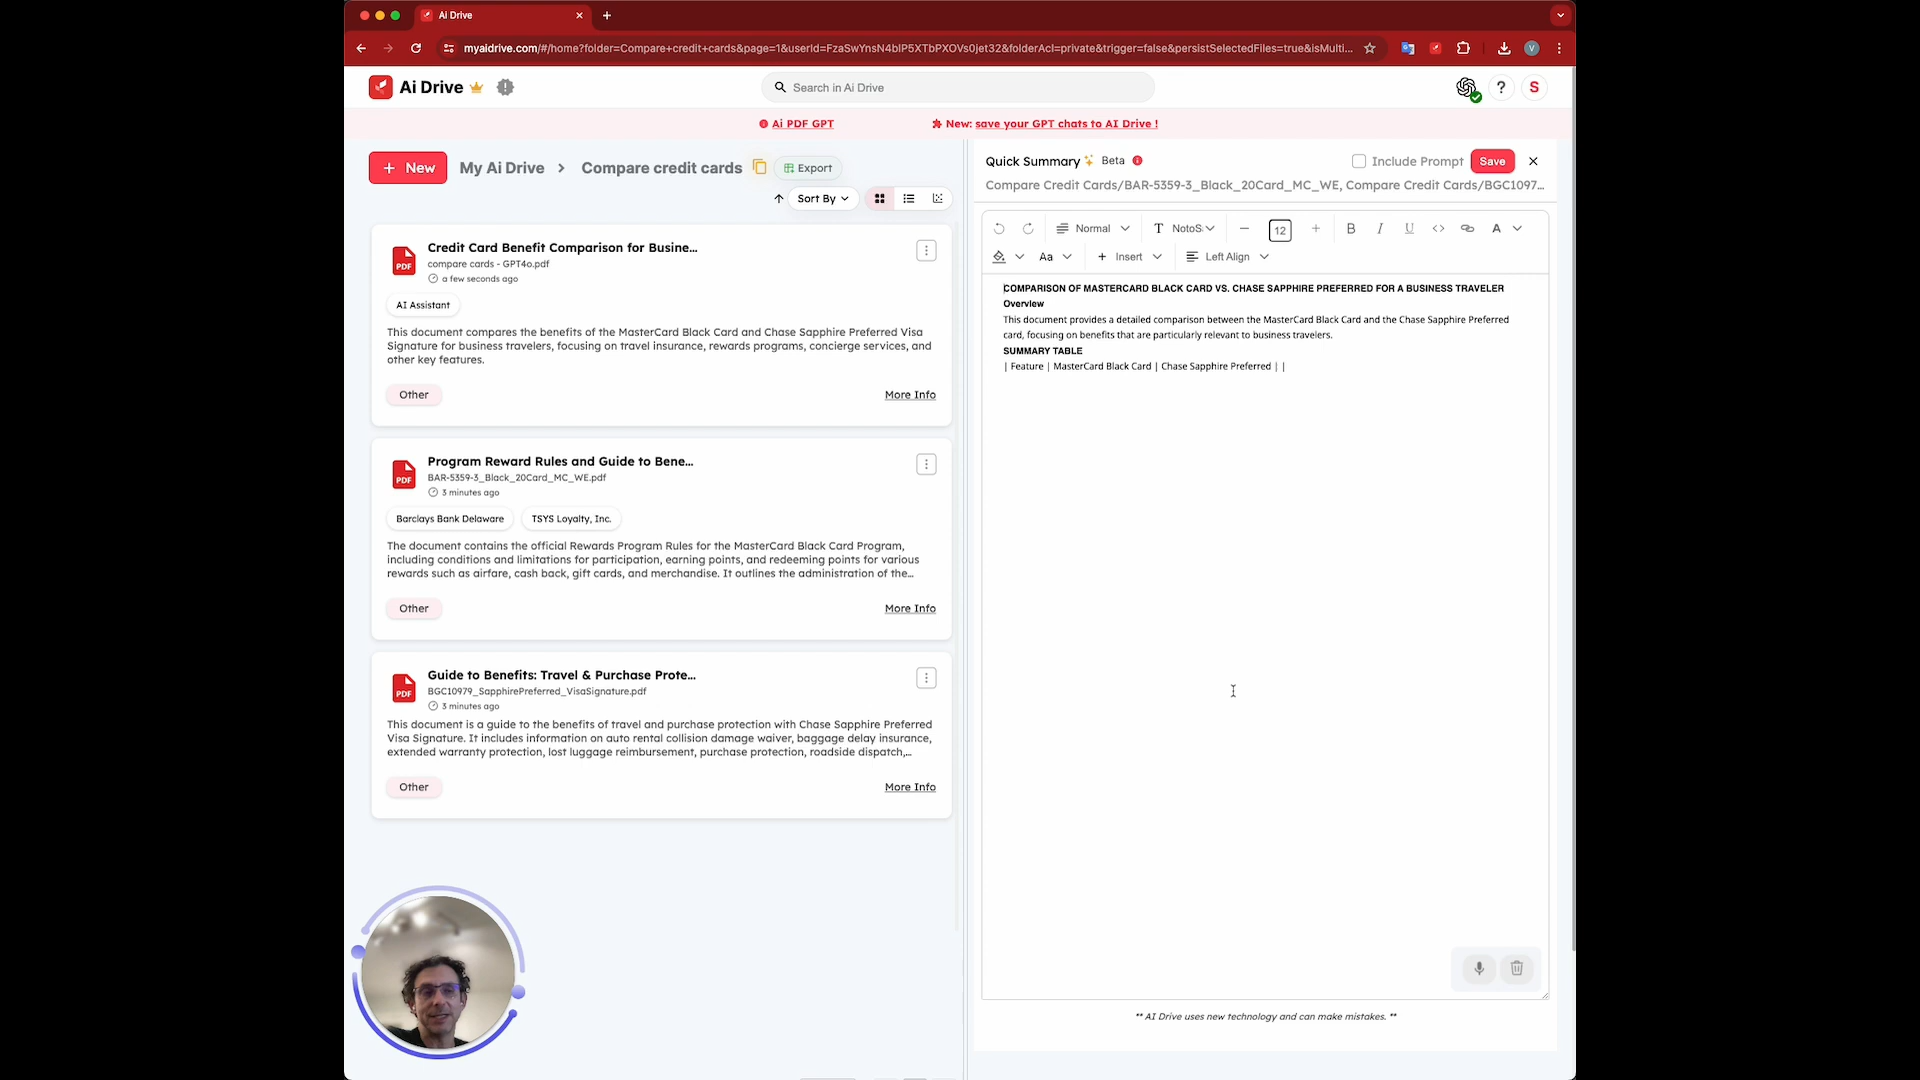 Ai Drive
myaidrive.com/#/home?folder=Compare+credit+cards&page=1&userId=FzaSwYnsN4blP5XTbPXOVs0jet32&folderAcl=private&trigger=false&persistSelectedFiles=true&isMulti...
V
Ai Drive
Search in Ai Drive
?
S
Ai PDF GPT
New: save your GPT chats to AI Drive !
+ New
My Ai Drive > Compare credit cards
Export
Sort By
Credit Card Benefit Comparison for Busine...
PDF
compare cards - GPT4o.pdf
a few seconds ago
AI Assistant
This document compares the benefits of the MasterCard Black Card and Chase Sapphire Preferred Visa
Signature for business travelers, focusing on travel insurance, rewards programs, concierge services, and
other key features.
Other
More Info
Program Reward Rules and Guide to Bene...
PDF
BAR-5359-3_Black_20Card_MC_WE.pdf
3 minutes ago
Barclays Bank Delaware
TSYS Loyalty, Inc.
The document contains the official Rewards Program Rules for the MasterCard Black Card Program,
including conditions and limitations for participation, earning points, and redeeming points for various
rewards such as airfare, cash back, gift cards, and merchandise. It outlines the administration of the...
Other
More Info
Guide to Benefits: Travel & Purchase Prote...
PDF
BGC10979_SapphirePreferred_VisaSignature.pdf
3 minutes ago
This document is a guide to the benefits of travel and purchase protection with Chase Sapphire Preferred
Visa Signature. It includes information on auto rental collision damage waiver, baggage delay insurance,
extended warranty protection, lost luggage reimbursement, purchase protection, roadside dispatch,...
Other
More Info
Quick Summary Beta
Include Prompt
Save
Compare Credit Cards/BAR-5359-3_Black_20Card_MC_WE, Compare Credit Cards/BGC1097...
Normal
T NotoS
12
B I U <> A
Aa
+ Insert
Left Align
COMPARISON OF MASTERCARD BLACK CARD VS. CHASE SAPPHIRE PREFERRED FOR A BUSINESS TRAVELER
Overview
This document provides a detailed comparison between the MasterCard Black Card and the Chase Sapphire Preferred
card, focusing on benefits that are particularly relevant to business travelers.
SUMMARY TABLE
| Feature | MasterCard Black Card | Chase Sapphire Preferred | |
** AI Drive uses new technology and can make mistakes. **